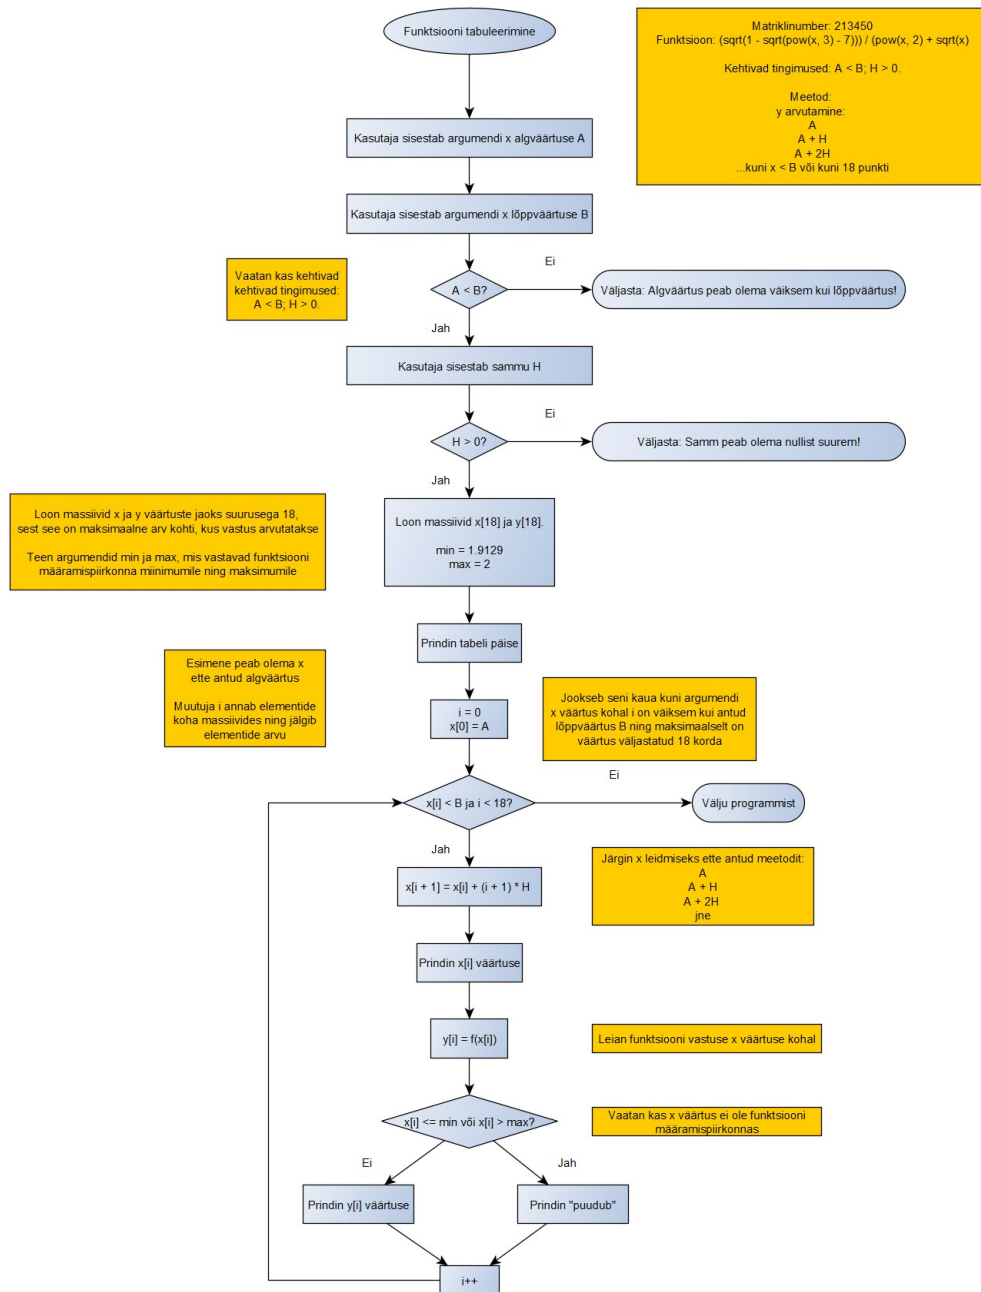 Funktsiooni tabuleerimine
Matriklinumber: 213450
Funktsioon: (sqrt(1 - sqrt(pow(x, 3) - 7))) / (pow(x, 2) + sqrt(x)
Kehtivad tingimused: A < B; H > 0.
Meetod:
y arvutamine:
A
A + H
A + 2H
...kuni x < B või kuni 18 punkti
Kasutaja sisestab argumendi x algväärtuse A
Kasutaja sisestab argumendi x lõppväärtuse B
Vaatan kas kehtivad
kehtivad tingimused:
A < B; H > 0.
A < B?
Ei
Väljasta: Algväärtus peab olema väiksem kui lõppväärtus!
Jah
Kasutaja sisestab sammu H
H > 0?
Ei
Väljasta: Samm peab olema nullist suurem!
Jah
Loon massiivid x ja y väärtuste jaoks suurusega 18,
sest see on maksimaalne arv kohti, kus vastus arvutatakse
Teen argumendid min ja max, mis vastavad funktsiooni
määramispiirkonna miinimumile ning maksimumile
Loon massiivid x[18] ja y[18].
min = 1.9129
max = 2
Prindin tabeli päise
Esimene peab olema x
ette antud algväärtus
Muutuja i annab elementide
koha massiivides ning jälgib
elementide arvu
i = 0
x[0] = A
Jookseb seni kaua kuni argumendi
x väärtus kohal i on väiksem kui antud
lõppväärtus B ning maksimaalselt on
väärtus väljastatud 18 korda
x[i] < B ja i < 18?
Ei
Välju programmist
Jah
x[i + 1] = x[i] + (i + 1) * H
Järgin x leidmiseks ette antud meetodit:
A
A + H
A + 2H
jne
Prindin x[i] väärtuse
y[i] = f(x[i])
Leian funktsiooni vastuse x väärtuse kohal
x[i] <= min või x[i] > max?
Vaatan kas x väärtus ei ole funktsiooni
määramispiirkonnas
Ei
Jah
Prindin y[i] väärtuse
Prindin "puudub"
i++